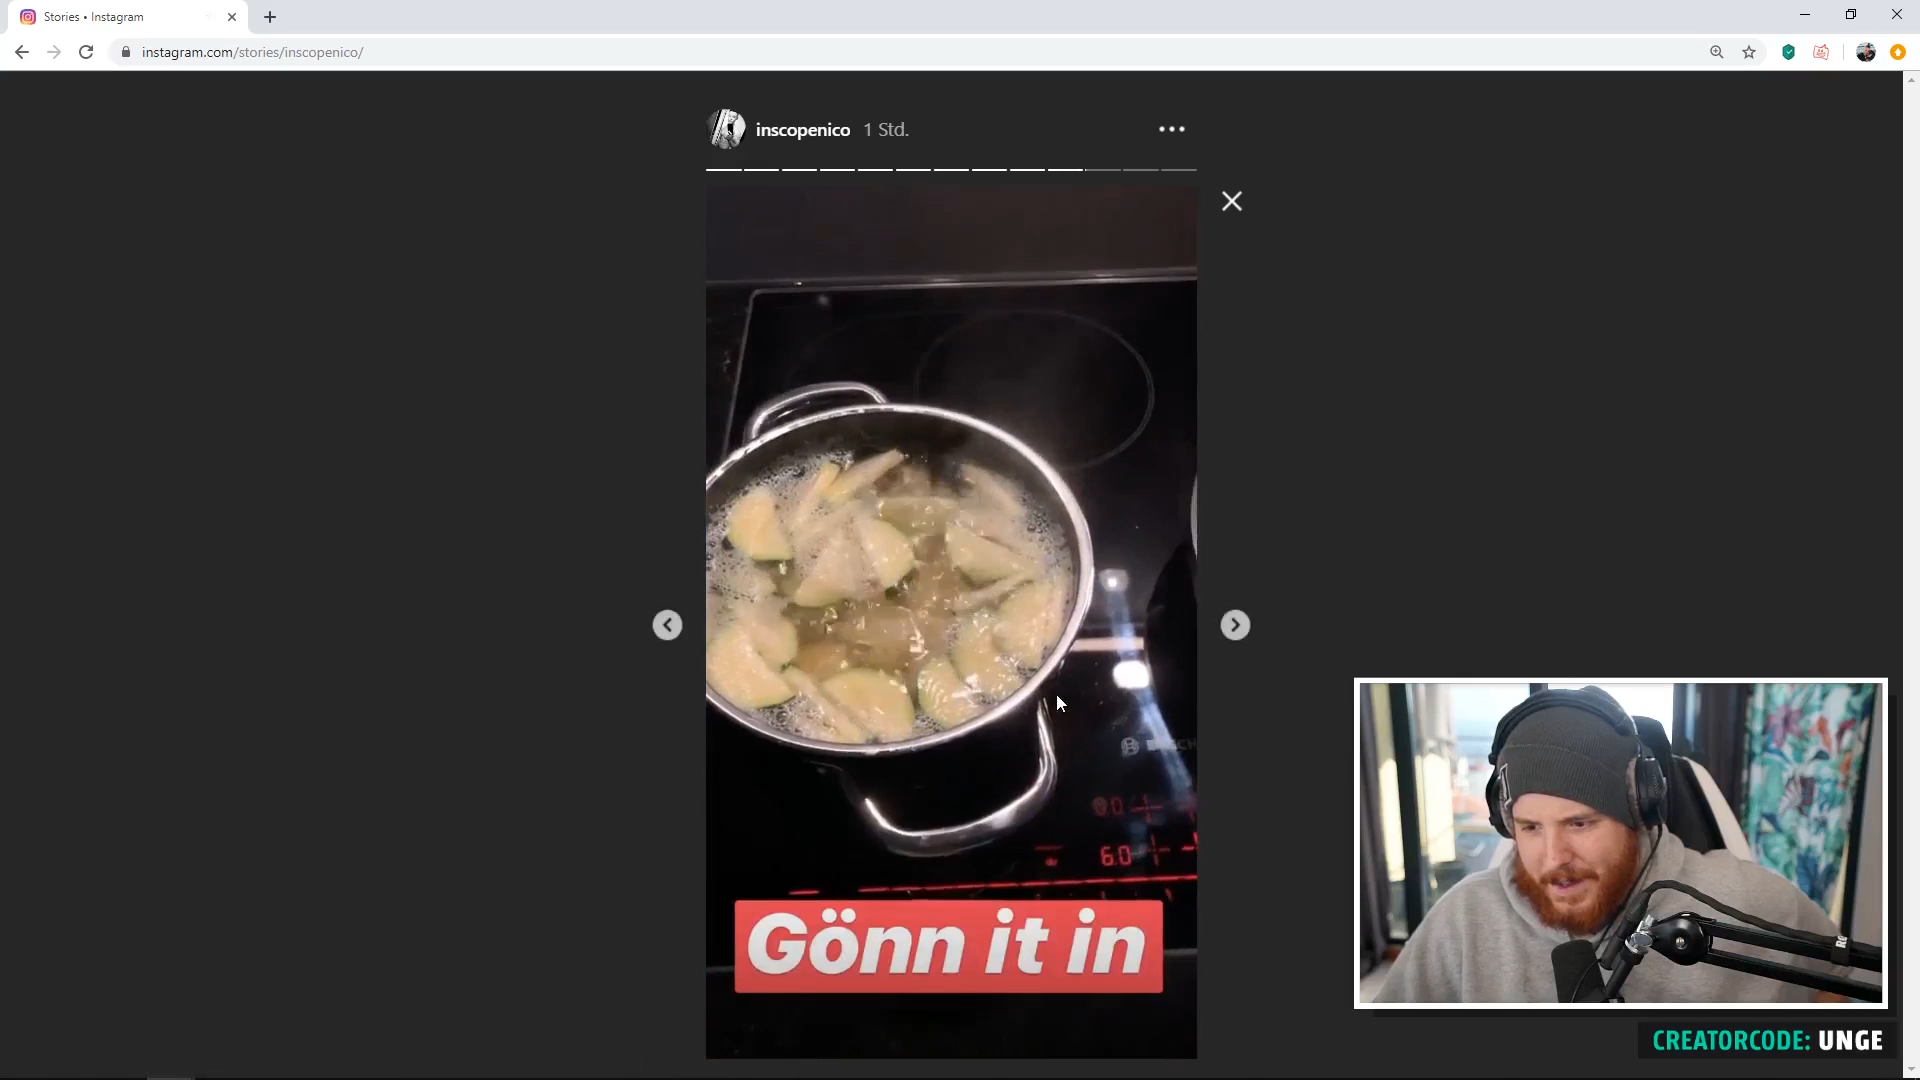 Stories • Instagram
instagram.com/stories/inscopenico/
inscopenico 1 Std.
6.0
Gönn it in
CREATORCODE: UNGE